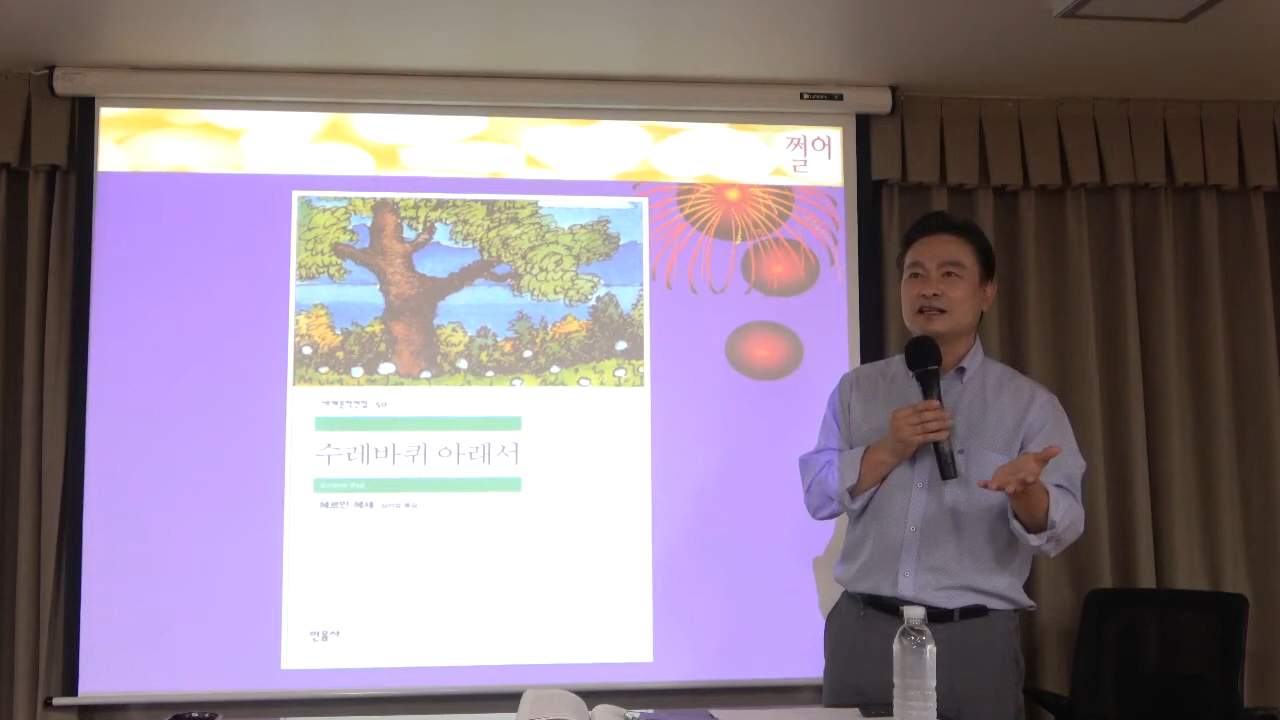 쩔어
세계문학전집 50
수레바퀴 아래서
헤르만 헤세
민음사